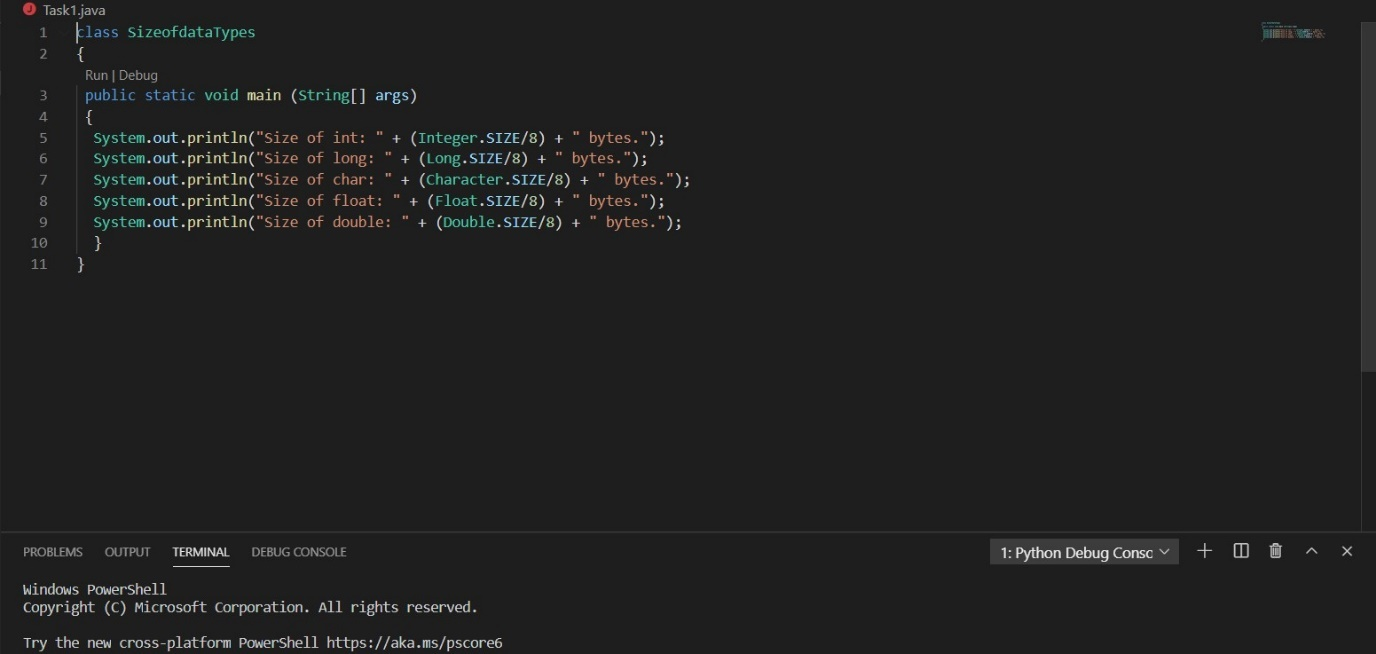 Task1.java
1 class SizeofdataTypes
2 {
Run | Debug
3 public static void main (String[] args)
4 {
5 System.out.println("Size of int: " + (Integer.SIZE/8) + " bytes.");
6 System.out.println("Size of long: " + (Long.SIZE/8) + " bytes.");
7 System.out.println("Size of char: " + (Character.SIZE/8) + " bytes.");
8 System.out.println("Size of float: " + (Float.SIZE/8) + " bytes.");
9 System.out.println("Size of double: " + (Double.SIZE/8) + " bytes.");
10 }
11 }
PROBLEMS OUTPUT TERMINAL DEBUG CONSOLE 1: Python Debug Consc
Windows PowerShell
Copyright (C) Microsoft Corporation. All rights reserved.
Try the new cross-platform PowerShell https://aka.ms/pscore6